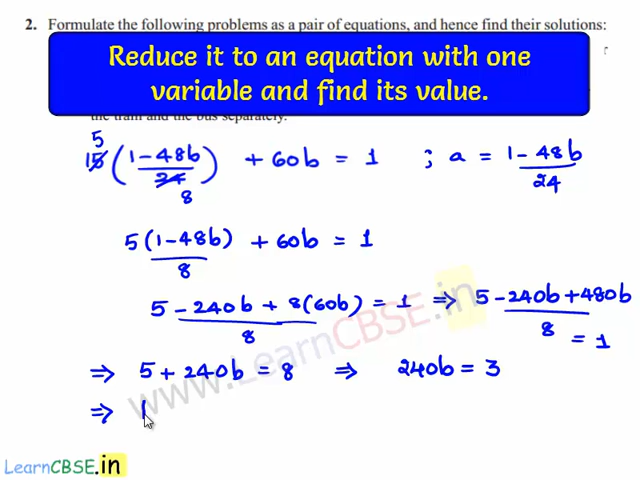 2. Formulate the following problems as a pair of equations, and hence find their solutions:
Reduce it to an equation with one
variable and find its value.
the train and the bus separately.
5
15 (1 - 48b / 24) + 60b = 1 ; a = 1 - 48b / 24
8
5 (1 - 48b) / 8 + 60b = 1
5 - 240b + 8(60b) / 8 = 1 ⇒ 5 - 240b + 480b / 8 = 1
⇒ 5 + 240b = 8 ⇒ 240b = 3
⇒
www.LearnCBSE.in
LearnCBSE.in